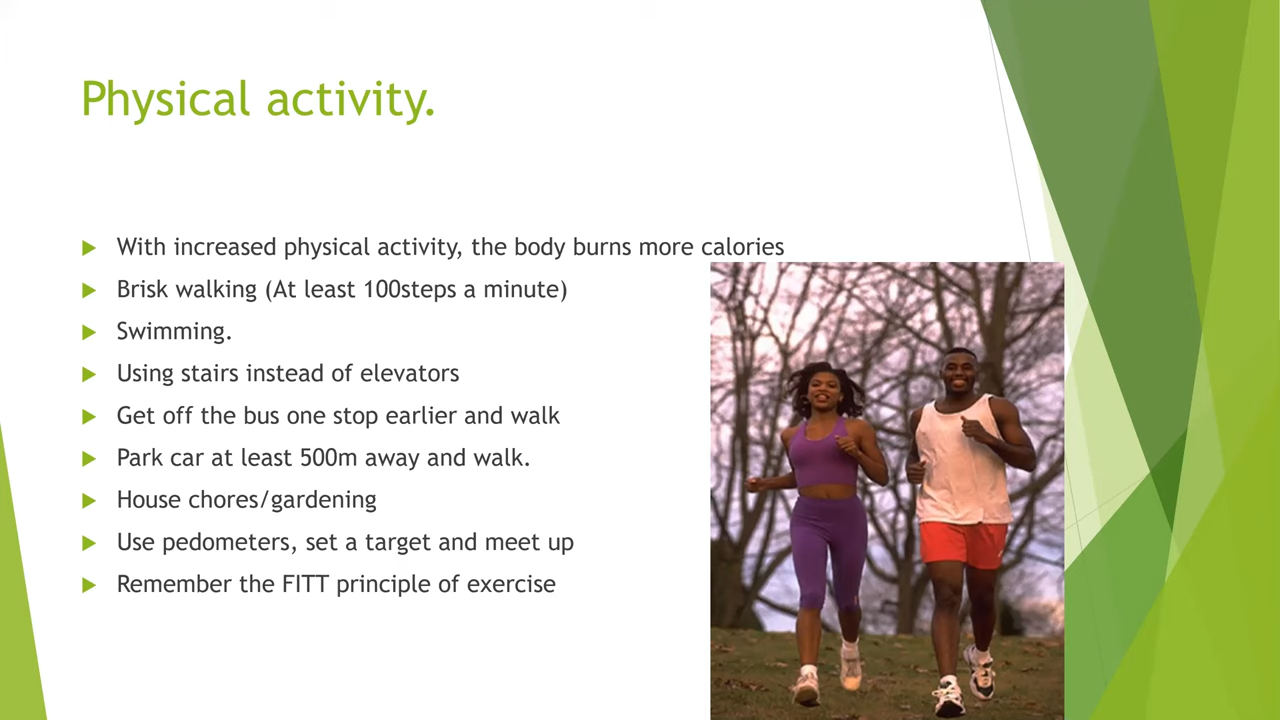 Physical activity.
With increased physical activity, the body burns more calories
Brisk walking (At least 100steps a minute)
Swimming.
Using stairs instead of elevators
Get off the bus one stop earlier and walk
Park car at least 500m away and walk.
House chores/gardening
Use pedometers, set a target and meet up
Remember the FITT principle of exercise